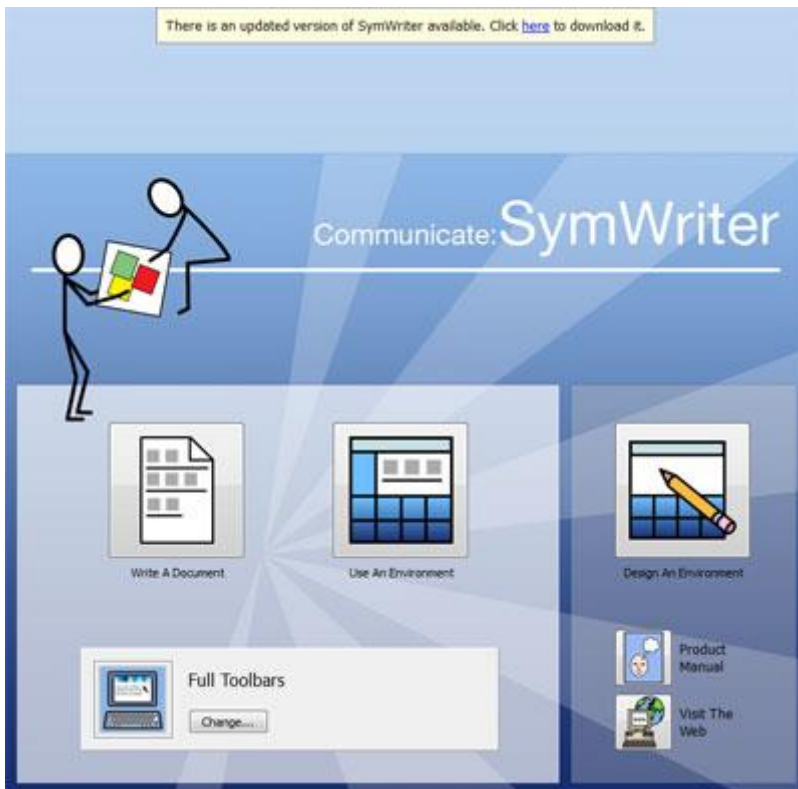 There is an updated version of SymWriter available. Click here to download it.
Communicate: SymWriter
Write A Document
Use An Environment
Design An Environment
Full Toolbars
Change...
Product
Manual
Visit The
Web